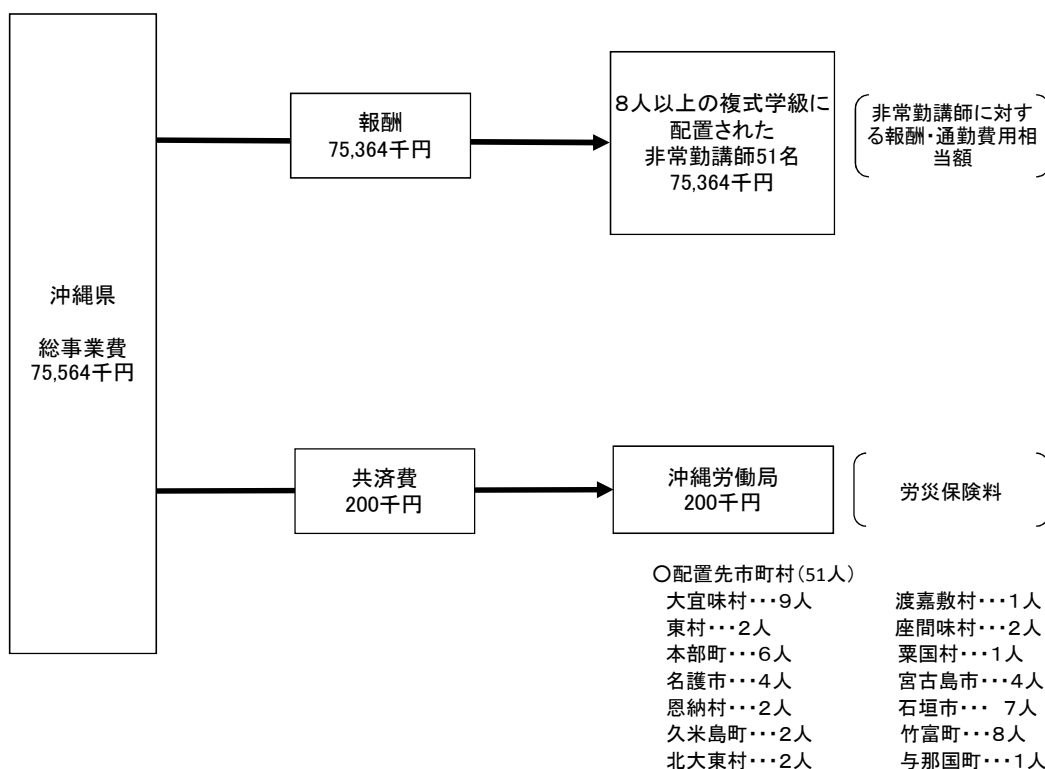 沖縄県
総事業費
75,564千円
報酬
75,364千円
８人以上の複式学級に
配置された
非常勤講師51名
75,364千円
非常勤講師に対す
る報酬・通勤費用相
当額
共済費
200千円
沖縄労働局
200千円
労災保険料
○配置先市町村（51人）
大宜味村・・・９人
東村・・・２人
本部町・・・６人
名護市・・・４人
恩納村・・・２人
久米島町・・・２人
北大東村・・・２人
渡嘉敷村・・・１人
座間味村・・・２人
粟国村・・・１人
宮古島市・・・４人
石垣市・・・　７人
竹富町・・・８人
与那国町・・・１人